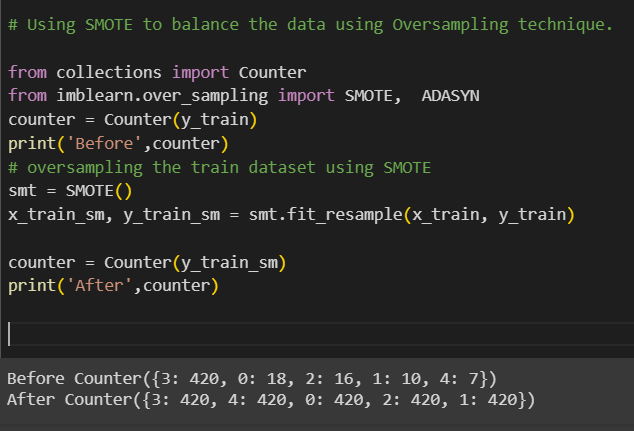 # Using SMOTE to balance the data using Oversampling technique.
from collections import Counter
from imblearn.over_sampling import SMOTE,  ADASYN
counter = Counter(y_train)
print('Before',counter)
# oversampling the train dataset using SMOTE
smt = SMOTE()
x_train_sm, y_train_sm = smt.fit_resample(x_train, y_train)
counter = Counter(y_train_sm)
print('After',counter)
Before Counter({3: 420, 0: 18, 2: 16, 1: 10, 4: 7})
After Counter({3: 420, 4: 420, 0: 420, 2: 420, 1: 420})